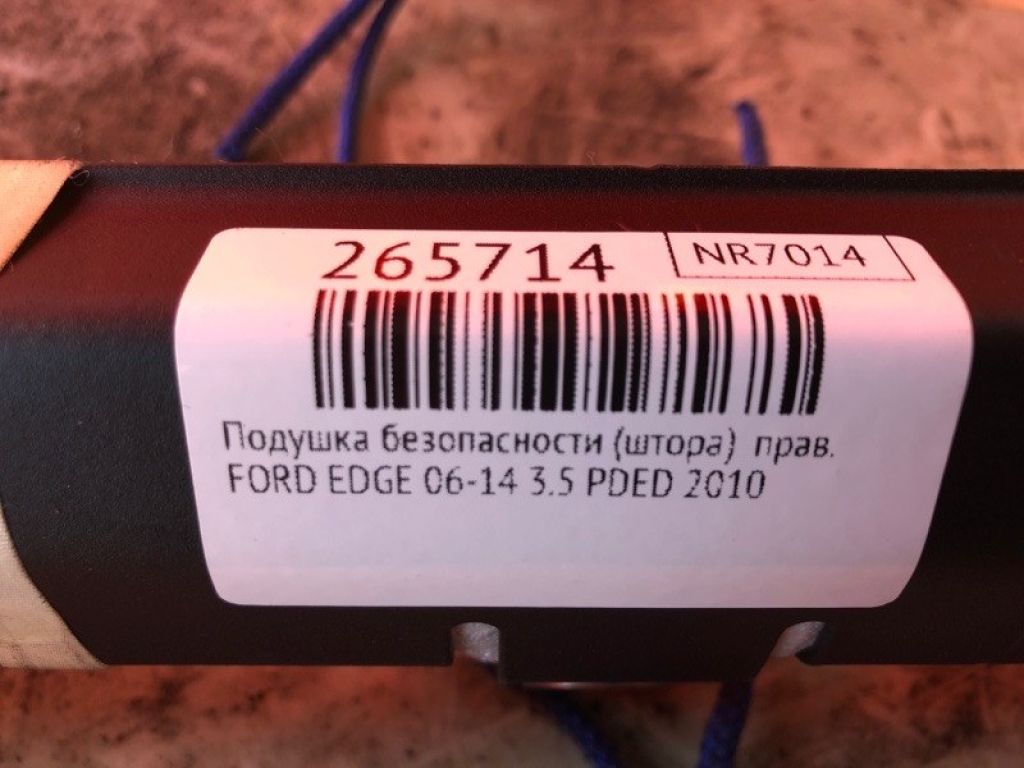 265714
NR7014
Подушка безопасности (штора) прав.
FORD EDGE 06-14 3.5 PDED 2010